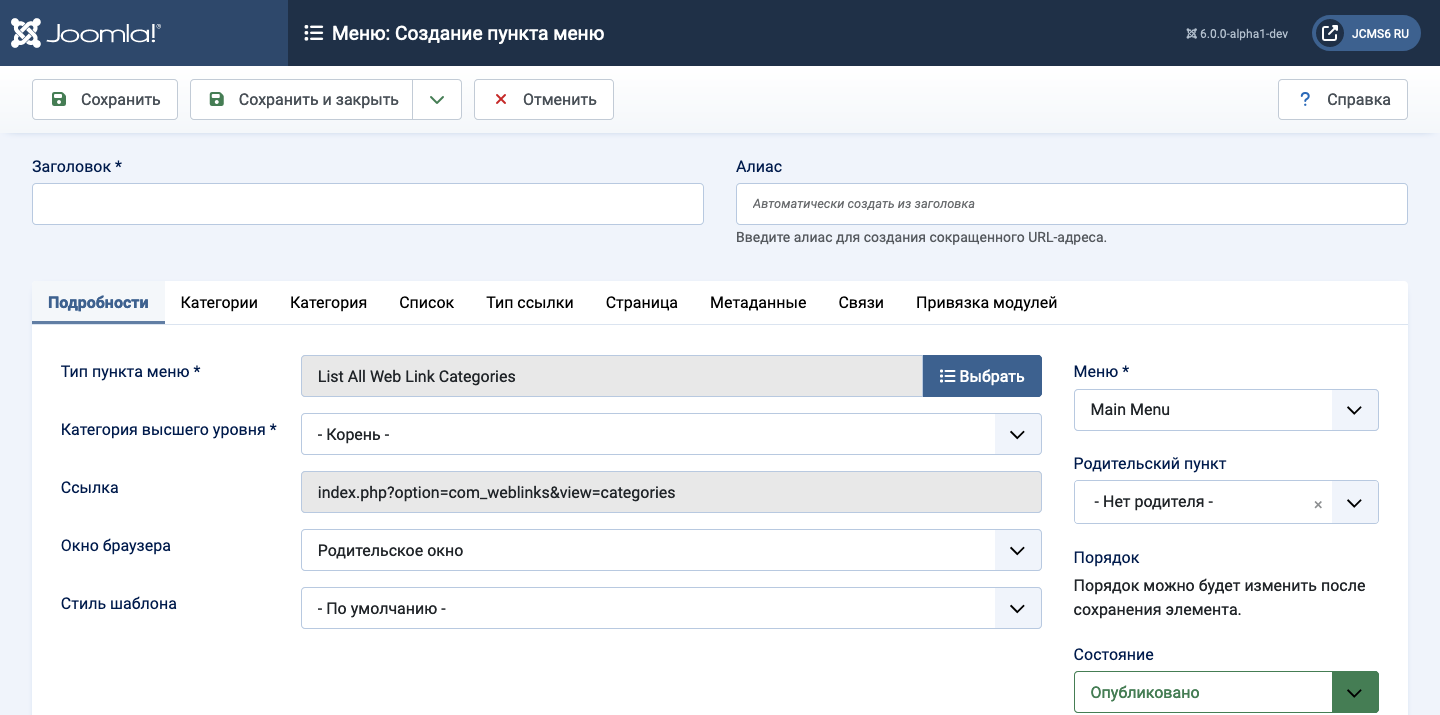 Joomla!®
Меню: Создание пункта меню
6.0.0-alpha1-dev
JCMS6 RU
Сохранить
Сохранить и закрыть
Отменить
? Справка
Заголовок *
Алиас
Автоматически создать из заголовка
Введите алиас для создания сокращенного URL-адреса.
Подробности Категории Категория Список Тип ссылки Страница Метаданные Связи Привязка модулей
Тип пункта меню *
List All Web Link Categories
Выбрать
Категория высшего уровня *
- Корень -
Ссылка
index.php?option=com_weblinks&view=categories
Окно браузера
Родительское окно
Стиль шаблона
- По умолчанию -
Меню *
Main Menu
Родительский пункт
- Нет родителя - ×
Порядок
Порядок можно будет изменить после
сохранения элемента.
Состояние
Опубликовано